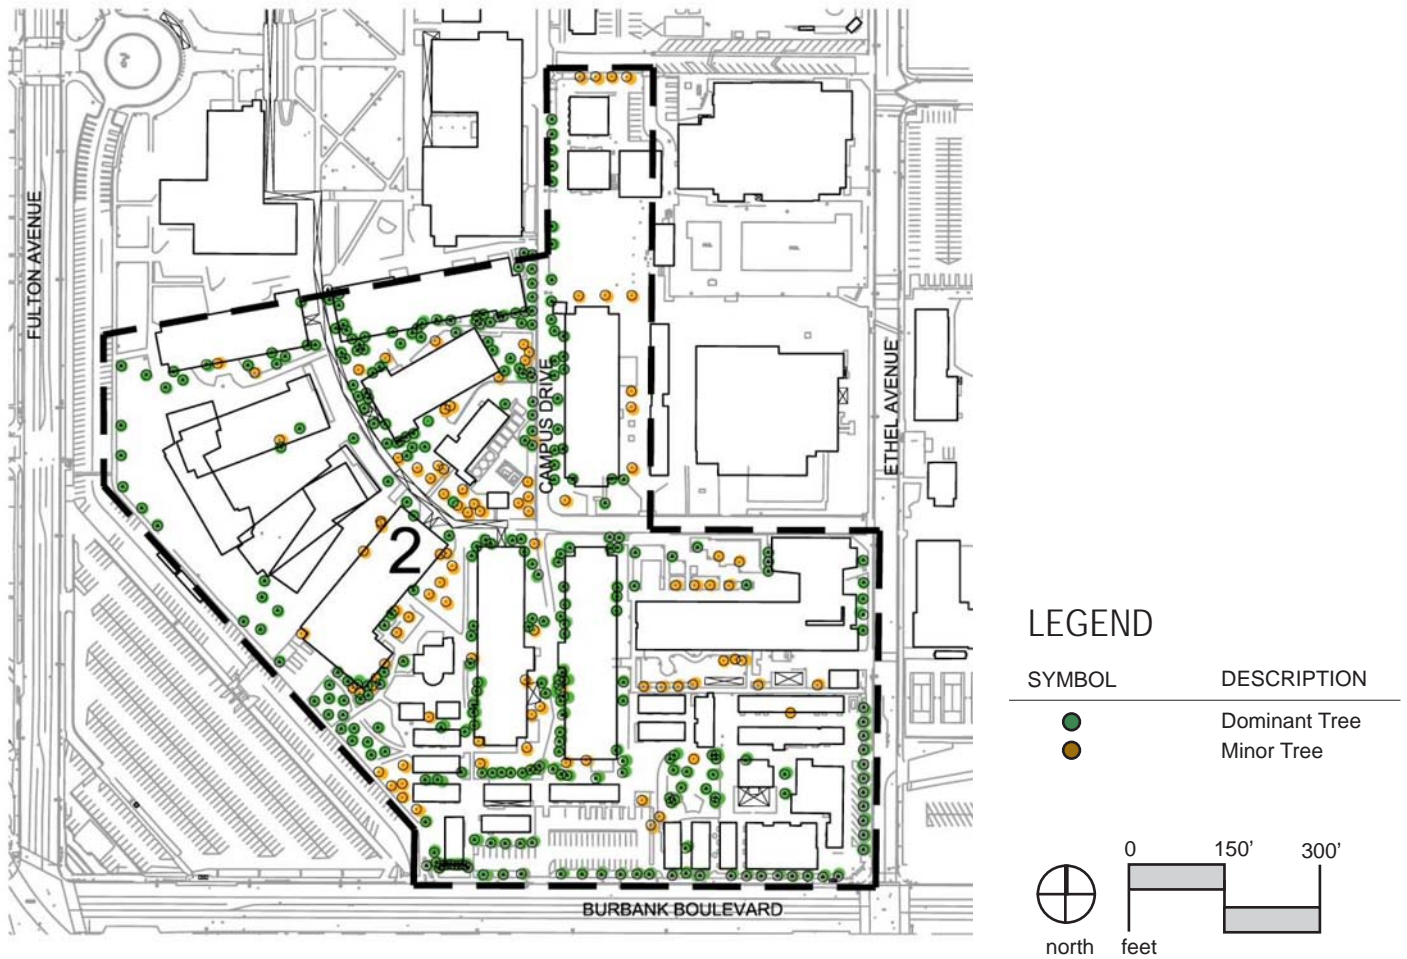 FULTON AVENUE
CAMPUS DRIVE
ETHEL AVENUE
2
BURBANK BOULEVARD
LEGEND
SYMBOL DESCRIPTION
Dominant Tree
Minor Tree
0 150' 300'
north feet